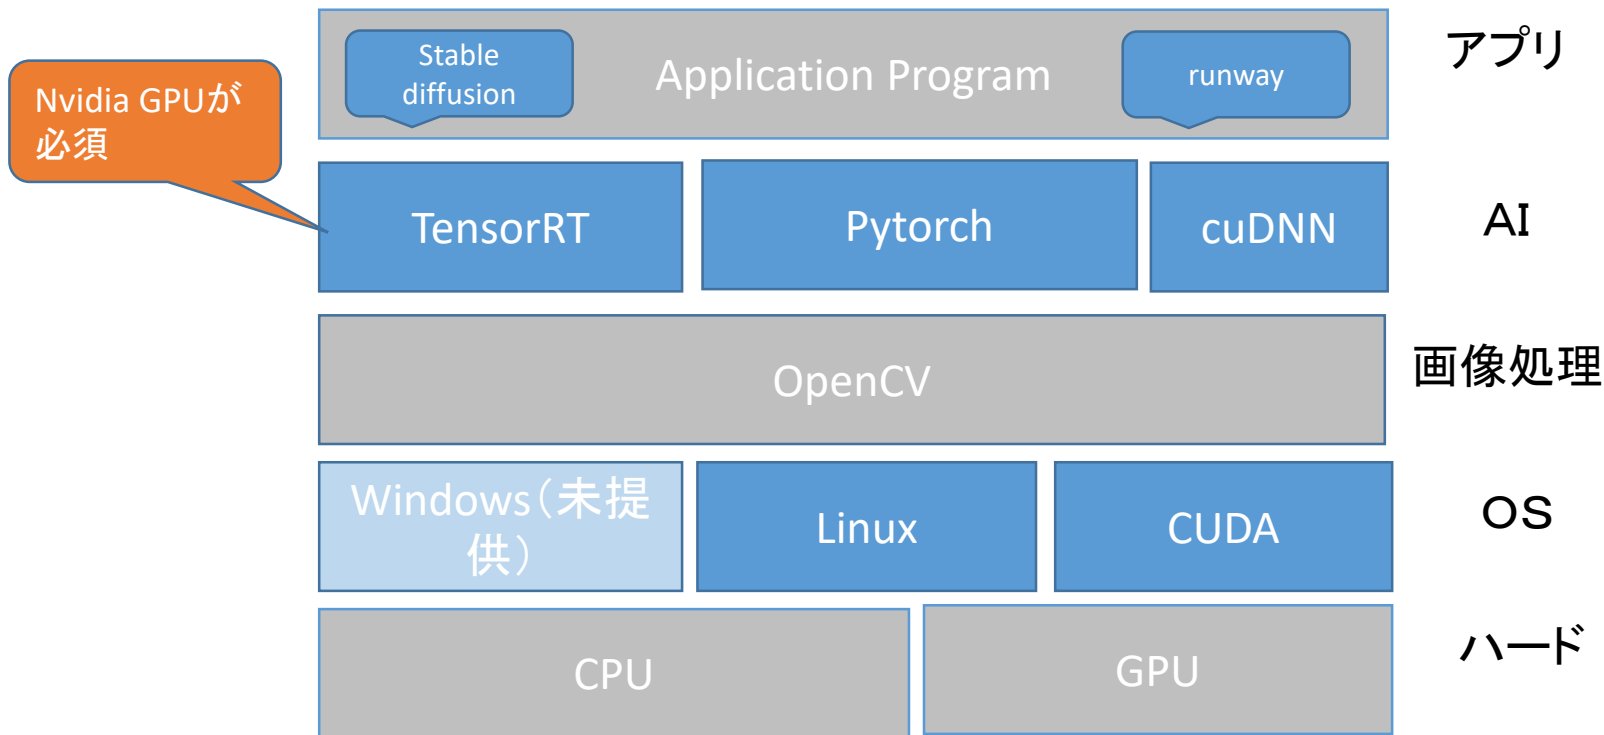 Stable
diffusion
Application Program
runway
アプリ
Nvidia GPUが
必須
TensorRT
Pytorch
cuDNN
AI
OpenCV
画像処理
Windows（未提
供）
Linux
CUDA
OS
CPU
GPU
ハード